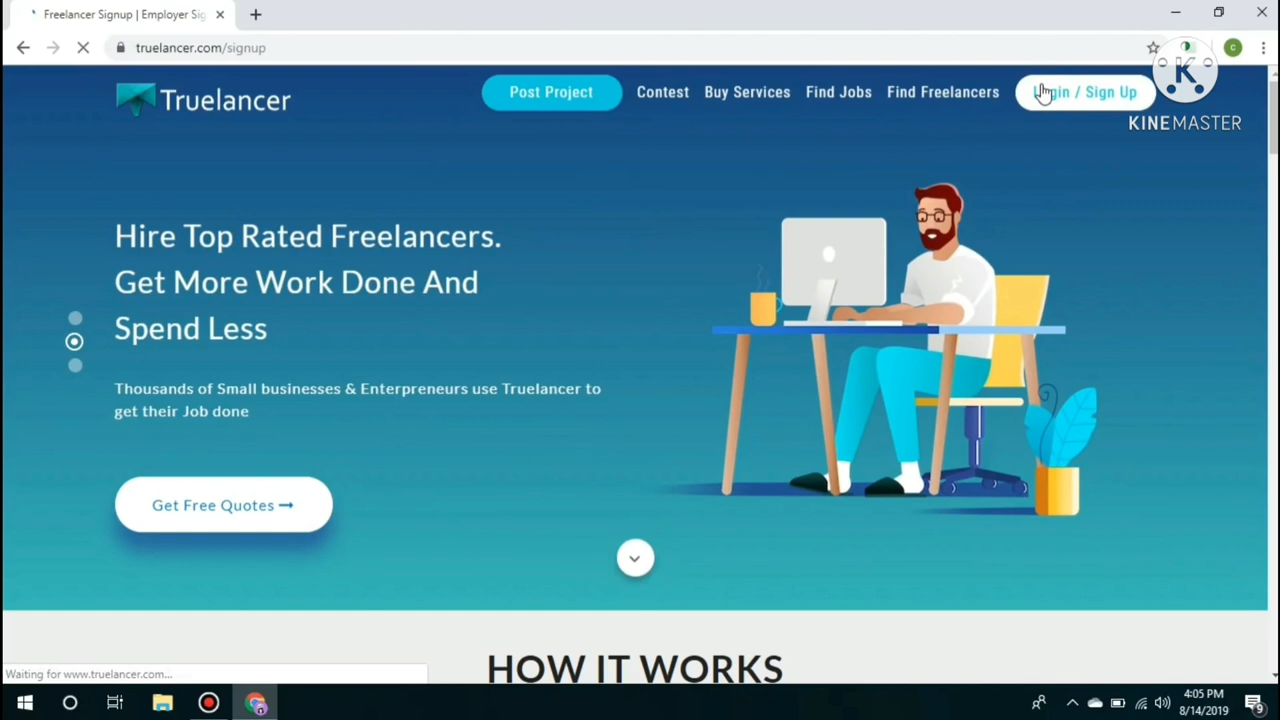 Freelancer Signup | Employer Sig
truelancer.com/signup
c
Truelancer
Post Project
Contest
Buy Services
Find Jobs
Find Freelancers
Login / Sign Up
K
KINEMASTER
Hire Top Rated Freelancers.
Get More Work Done And
Spend Less
Thousands of Small businesses & Enterpreneurs use Truelancer to
get their Job done
Get Free Quotes
HOW IT WORKS
Waiting for www.truelancer.com...
4:05 PM
8/14/2019
9